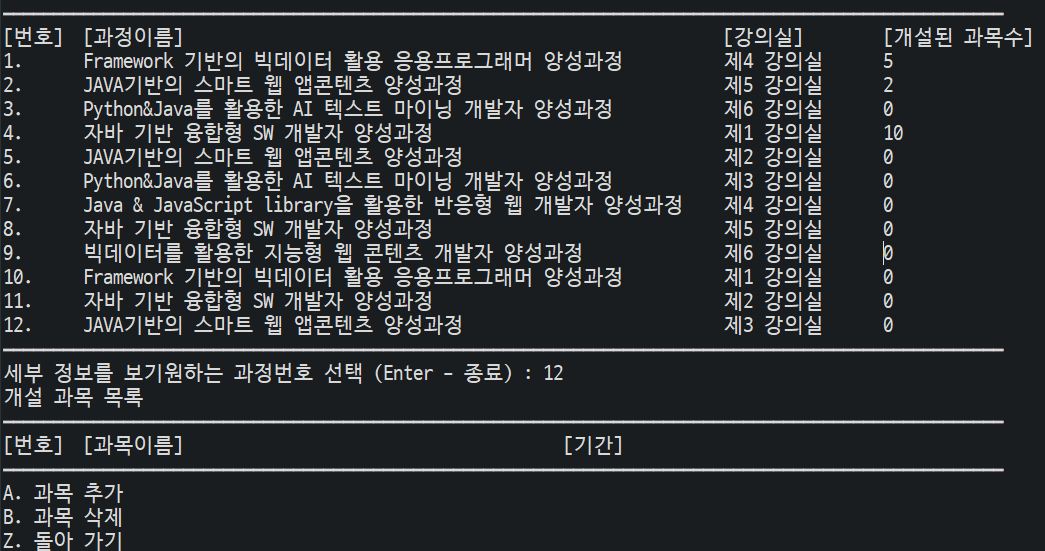 [번호] [과정이름] [강의실] [개설된 과목수]
1. Framework 기반의 빅데이터 활용 응용프로그래머 양성과정 제4 강의실 5
2. JAVA기반의 스마트 웹 앱콘텐츠 양성과정 제5 강의실 2
3. Python&Java를 활용한 AI 텍스트 마이닝 개발자 양성과정 제6 강의실 0
4. 자바 기반 융합형 SW 개발자 양성과정 제1 강의실 10
5. JAVA기반의 스마트 웹 앱콘텐츠 양성과정 제2 강의실 0
6. Python&Java를 활용한 AI 텍스트 마이닝 개발자 양성과정 제3 강의실 0
7. Java & JavaScript library을 활용한 반응형 웹 개발자 양성과정 제4 강의실 0
8. 자바 기반 융합형 SW 개발자 양성과정 제5 강의실 0
9. 빅데이터를 활용한 지능형 웹 콘텐츠 개발자 양성과정 제6 강의실 0
10. Framework 기반의 빅데이터 활용 응용프로그래머 양성과정 제1 강의실 0
11. 자바 기반 융합형 SW 개발자 양성과정 제2 강의실 0
12. JAVA기반의 스마트 웹 앱콘텐츠 양성과정 제3 강의실 0
세부 정보를 보기원하는 과정번호 선택 (Enter - 종료) : 12
개설 과목 목록
[번호] [과목이름] [기간]
A. 과목 추가
B. 과목 삭제
Z. 돌아 가기